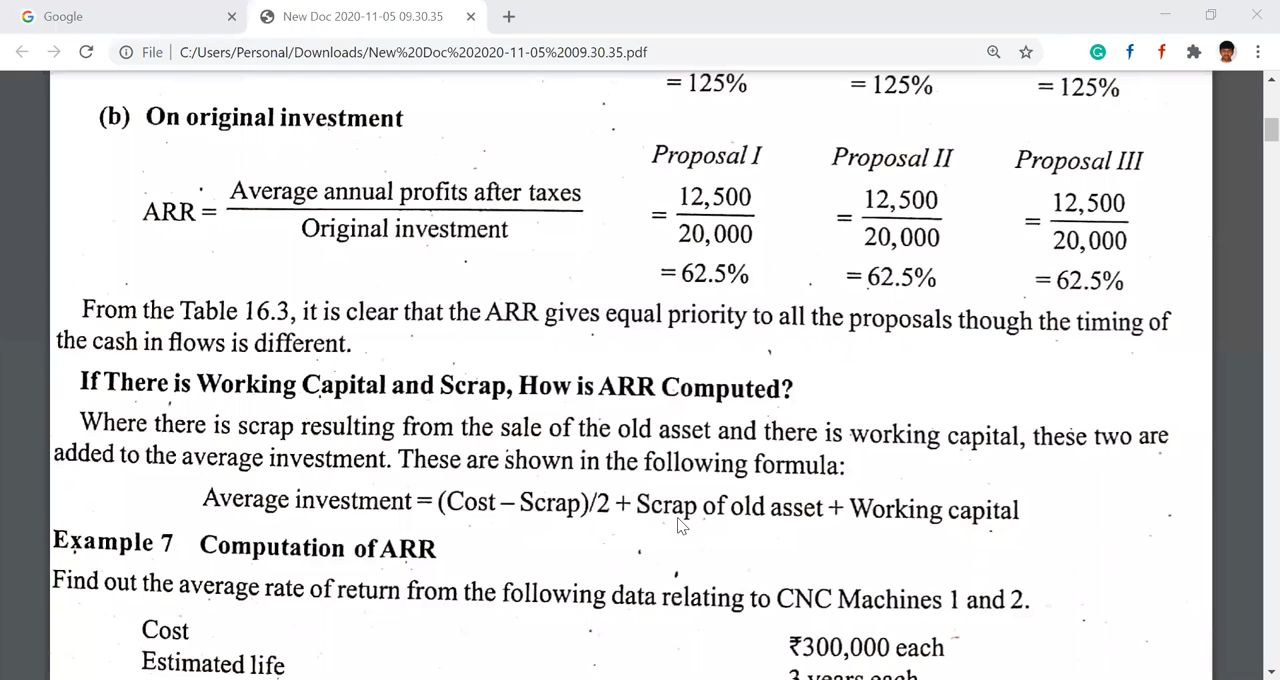 Google
New Doc 2020-11-05 09.30.35
File | C:/Users/Personal/Downloads/New%20Doc%202020-11-05%2009.30.35.pdf
= 125% = 125% = 125%
(b) On original investment
Proposal I Proposal II Proposal III
ARR = Average annual profits after taxes / Original investment = 12,500 / 20,000 = 12,500 / 20,000 = 12,500 / 20,000
= 62.5% = 62.5% = 62.5%
From the Table 16.3, it is clear that the ARR gives equal priority to all the proposals though the timing of
the cash in flows is different.
If There is Working Capital and Scrap, How is ARR Computed?
Where there is scrap resulting from the sale of the old asset and there is working capital, these two are
added to the average investment. These are shown in the following formula:
Average investment = (Cost – Scrap)/2 + Scrap of old asset + Working capital
Example 7 Computation of ARR
Find out the average rate of return from the following data relating to CNC Machines 1 and 2.
Cost ₹300,000 each
Estimated life 3 years each